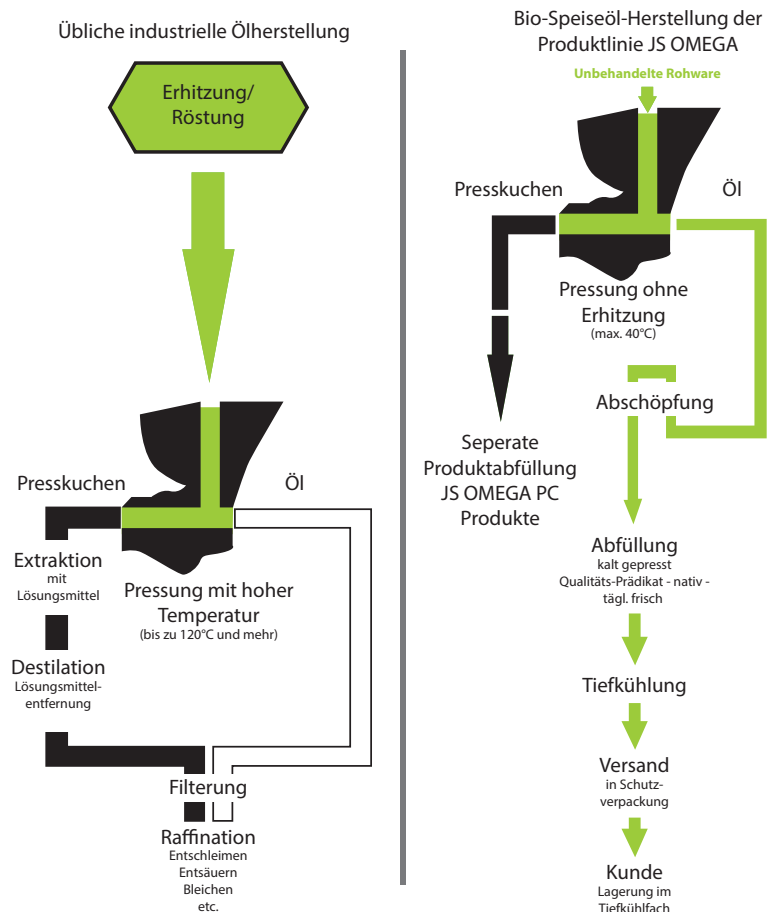 Übliche industrielle Ölherstellung
Erhitzung/
Röstung
Presskuchen
Öl
Extraktion
mit
Lösungsmittel
Pressung mit hoher
Temperatur
(bis zu 120°C und mehr)
Destilation
Lösungsmittel-
entfernung
Filterung
Raffination
Entschleimen
Entsäuern
Bleichen
etc.
Bio-Speiseöl-Herstellung der
Produktlinie JS OMEGA
Unbehandelte Rohware
Presskuchen
Öl
Pressung ohne
Erhitzung
(max. 40°C)
Abschöpfung
Seperate
Produktabfüllung
JS OMEGA PC
Produkte
Abfüllung
kalt gepresst
Qualitäts-Prädikat - nativ -
tägl. frisch
Tiefkühlung
Versand
in Schutz-
verpackung
Kunde
Lagerung im
Tiefkühlfach